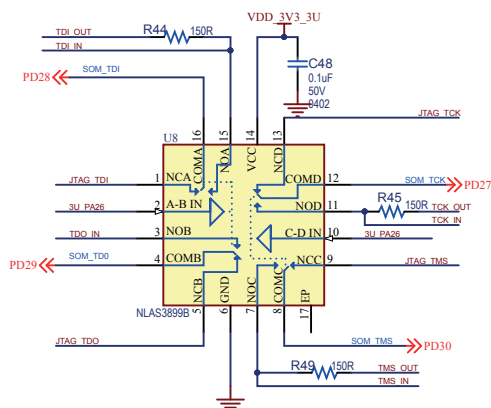 R44
VDD_3V3_3U
TDI_OUT
150R
TDI_IN
C48
0.1uF
50V
0402
PD28
SOM_TDI
JTAG_TCK
U8
16
15
14
13
COMA
NOA
VCC
NCD
JTAG_TDI
1
NCA
COMD
12
SOM_TCK
PD27
R45
3U_PA26
2
A-B IN
NOD
11
150R
TCK_OUT
TCK_IN
TDO_IN
3
NOB
C-D IN
10
3U_PA26
PD29
SOM_TD0
4
COMB
NCC
9
JTAG_TMS
NCB
GND
NOC
COMC
EP
NLAS3899B
5
6
7
8
17
JTAG_TDO
SOM_TMS
PD30
R49
150R
TMS_OUT
TMS_IN